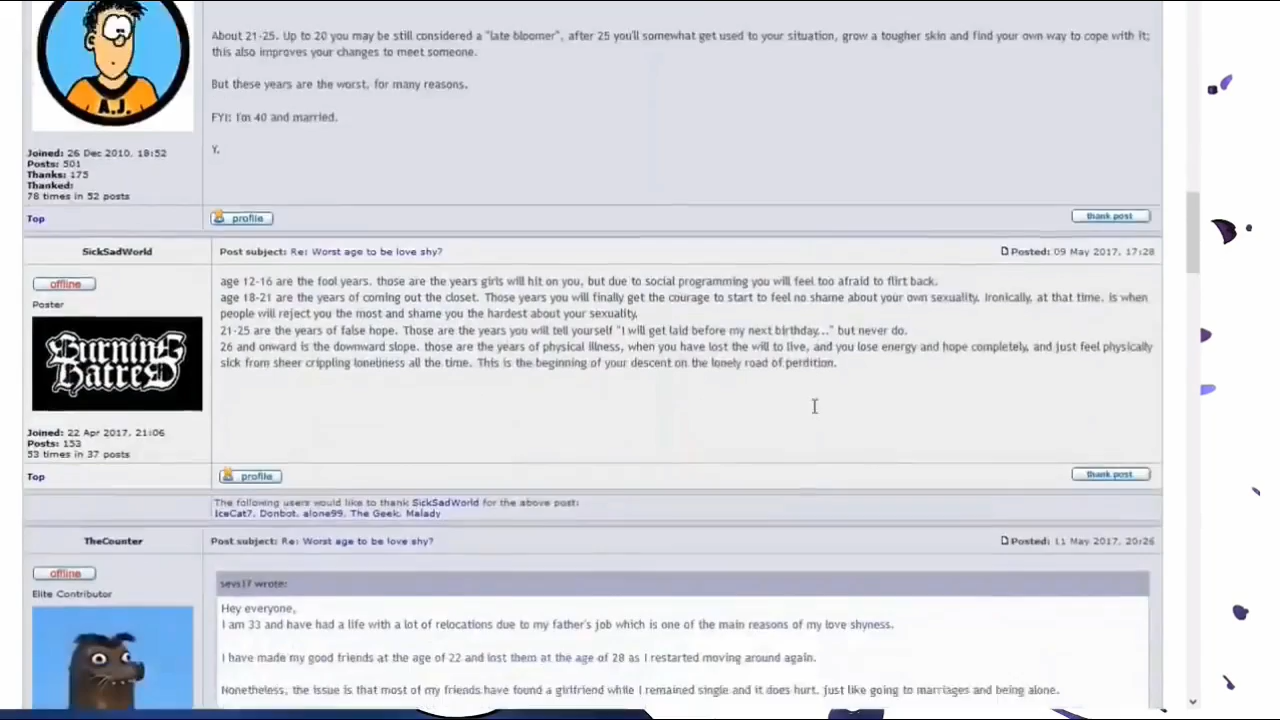 About 21-25. Up to 20 you may be still considered a "late bloomer", after 25 you'll somewhat get used to your situation, grow a tougher skin and find your own way to cope with it;
this also improves your changes to meet someone.
But these years are the worst, for many reasons.
FYI: I'm 40 and married.
Y.
A.J.
Joined: 26 Dec 2010, 18:52
Posts: 501
Thanks: 175
Thanked:
78 times in 52 posts
Top
profile
thank post
SickSadWorld
Post subject: Re: Worst age to be love shy?
Posted: 09 May 2017, 17:28
offline
Poster
Burning Hatred
age 12-16 are the fool years. those are the years girls will hit on you, but due to social programming you will feel too afraid to flirt back.
age 18-21 are the years of coming out the closet. Those years you will finally get the courage to start to feel no shame about your own sexuality. Ironically, at that time, is when
people will reject you the most and shame you the hardest about your sexuality.
21-25 are the years of false hope. Those are the years you will tell yourself "I will get laid before my next birthday..." but never do.
26 and onward is the downward slope. those are the years of physical illness, when you have lost the will to live, and you lose energy and hope completely, and just feel physically
sick from sheer crippling loneliness all the time. This is the beginning of your descent on the lonely road of perdition.
Joined: 22 Apr 2017, 21:06
Posts: 153
53 times in 37 posts
Top
profile
thank post
The following users would like to thank SickSadWorld for the above post:
IceCat7, Donbot, alone99, The Geek, Malady
TheCounter
Post subject: Re: Worst age to be love shy?
Posted: 11 May 2017, 20:26
offline
Elite Contributor
sevs17 wrote:
Hey everyone,
I am 33 and have had a life with a lot of relocations due to my father's job which is one of the main reasons of my love shyness.
I have made my good friends at the age of 22 and lost them at the age of 28 as I restarted moving around again.
Nonetheless, the issue is that most of my friends have found a girlfriend while I remained single and it does hurt, just like going to marriages and being alone.